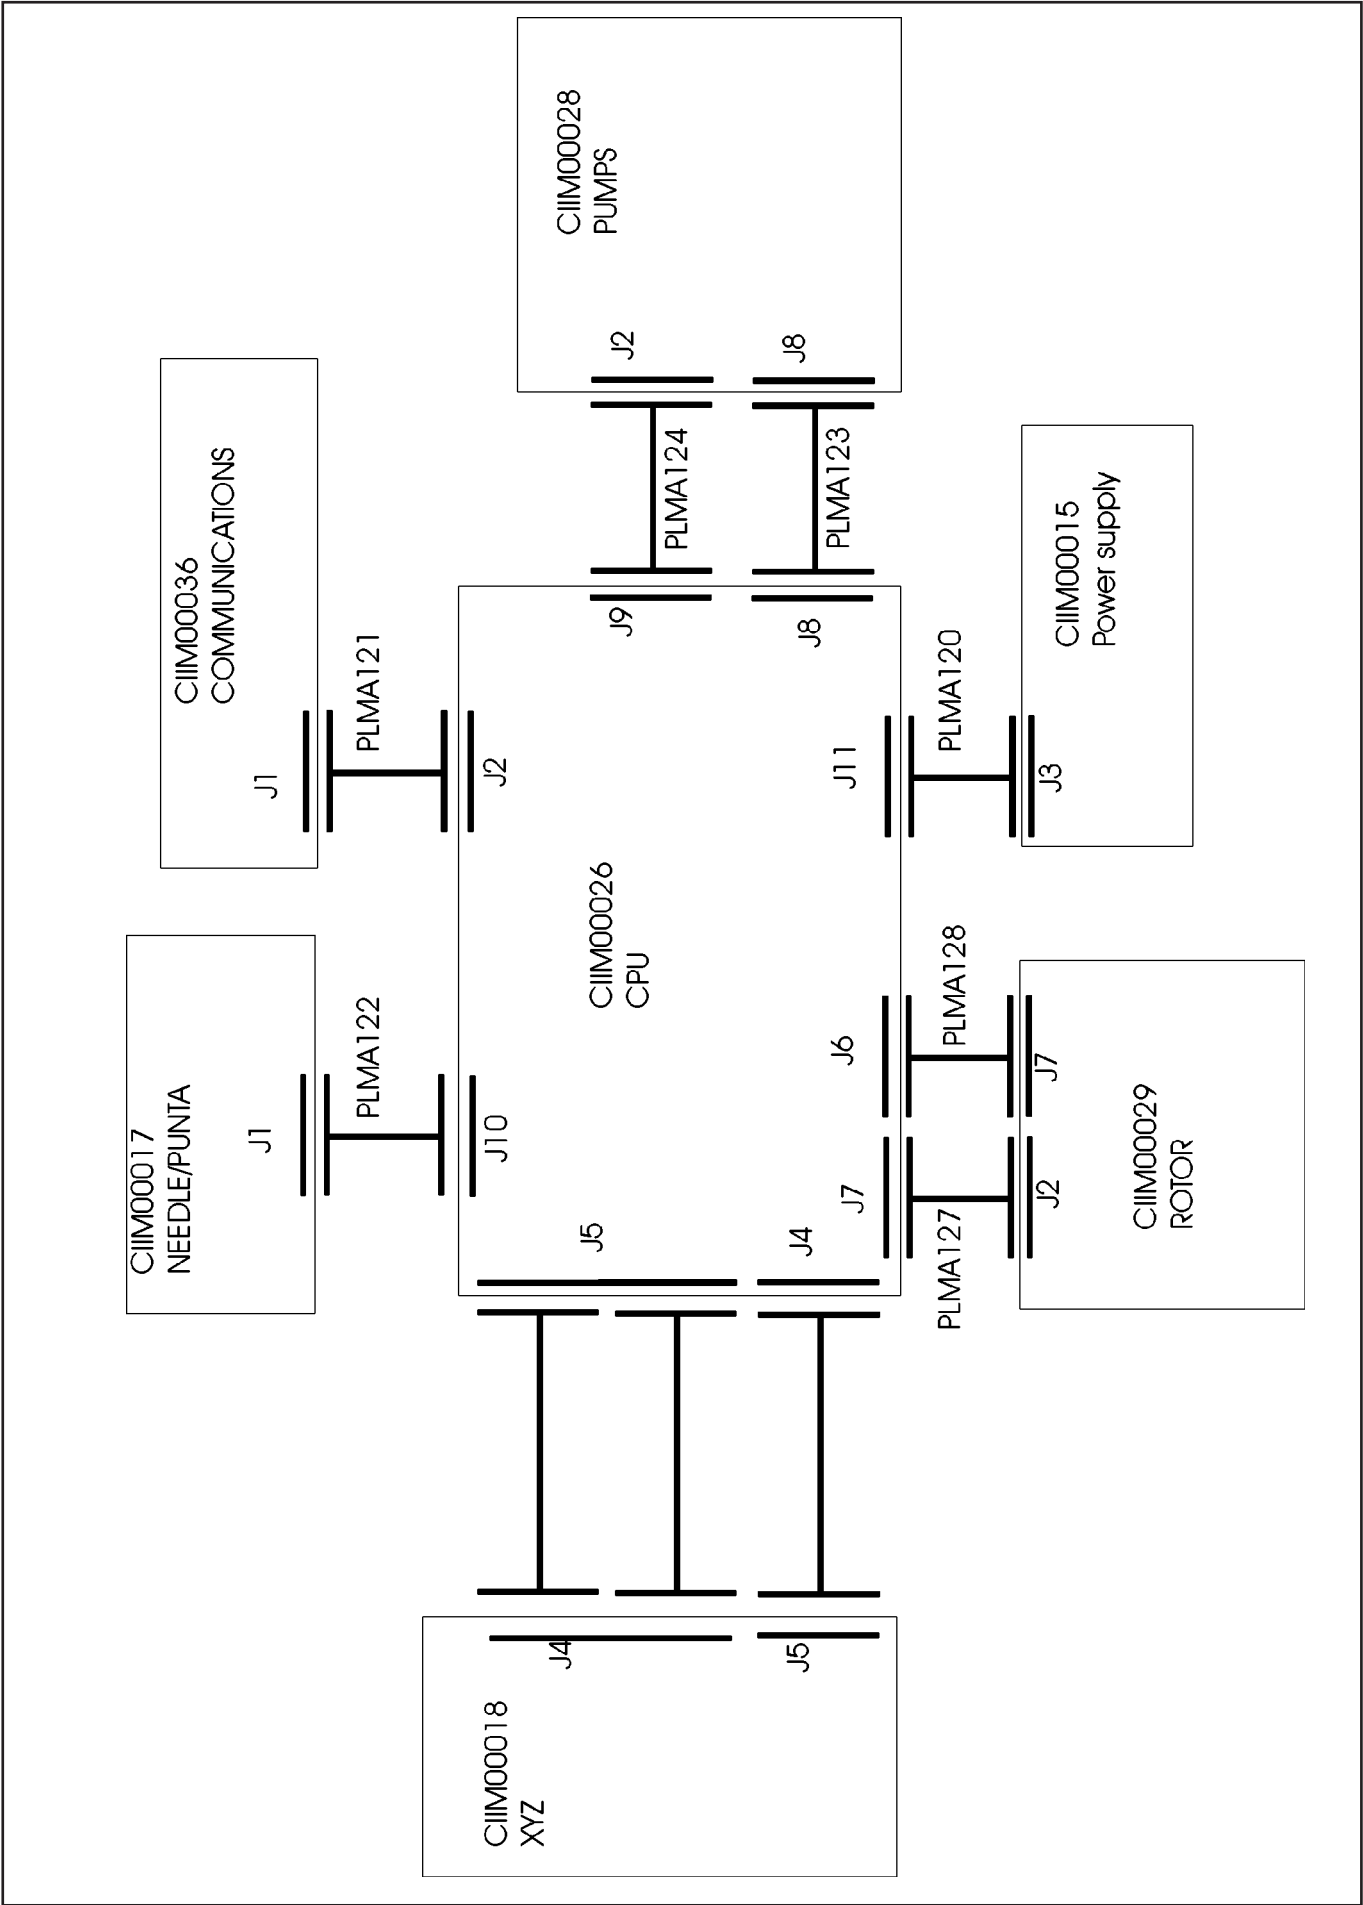 CIIM00028
PUMPS
J2
J8
PLMA124
PLMA123
J9
J8
CIIM00036
COMMUNICATIONS
J1
PLMA121
J2
CIIM00015
Power supply
J3
PLMA120
J11
CIIM00026
CPU
CIIM00017
NEEDLE/PUNTA
J1
PLMA122
J10
J6
PLMA128
J7
J7
PLMA127
J2
CIIM00029
ROTOR
J5
J4
J4
J5
CIIM00018
XYZ